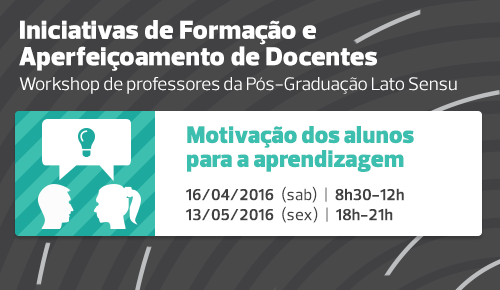 Iniciativas de Formação e
Aperfeiçoamento de Docentes
Workshop de professores da Pós-Graduação Lato Sensu
Motivação dos alunos
para a aprendizagem
16/04/2016 (sab) | 8h30-12h
13/05/2016 (sex) | 18h-21h